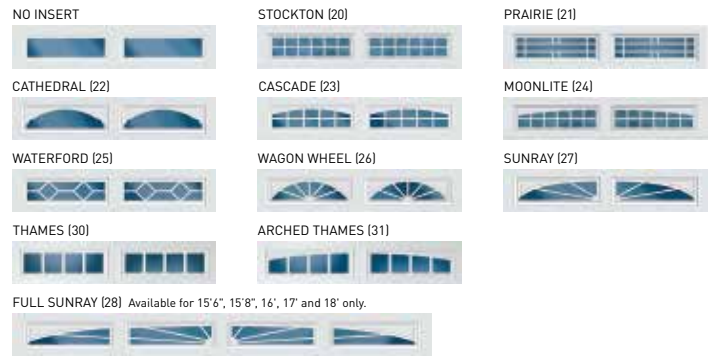 NO INSERT
STOCKTON (20)
PRAIRIE (21)
CATHEDRAL (22)
CASCADE (23)
MOONLITE (24)
WATERFORD (25)
WAGON WHEEL (26)
SUNRAY (27)
THAMES (30)
ARCHED THAMES (31)
FULL SUNRAY (28) Available for 15'6", 15'8", 16', 17' and 18' only.